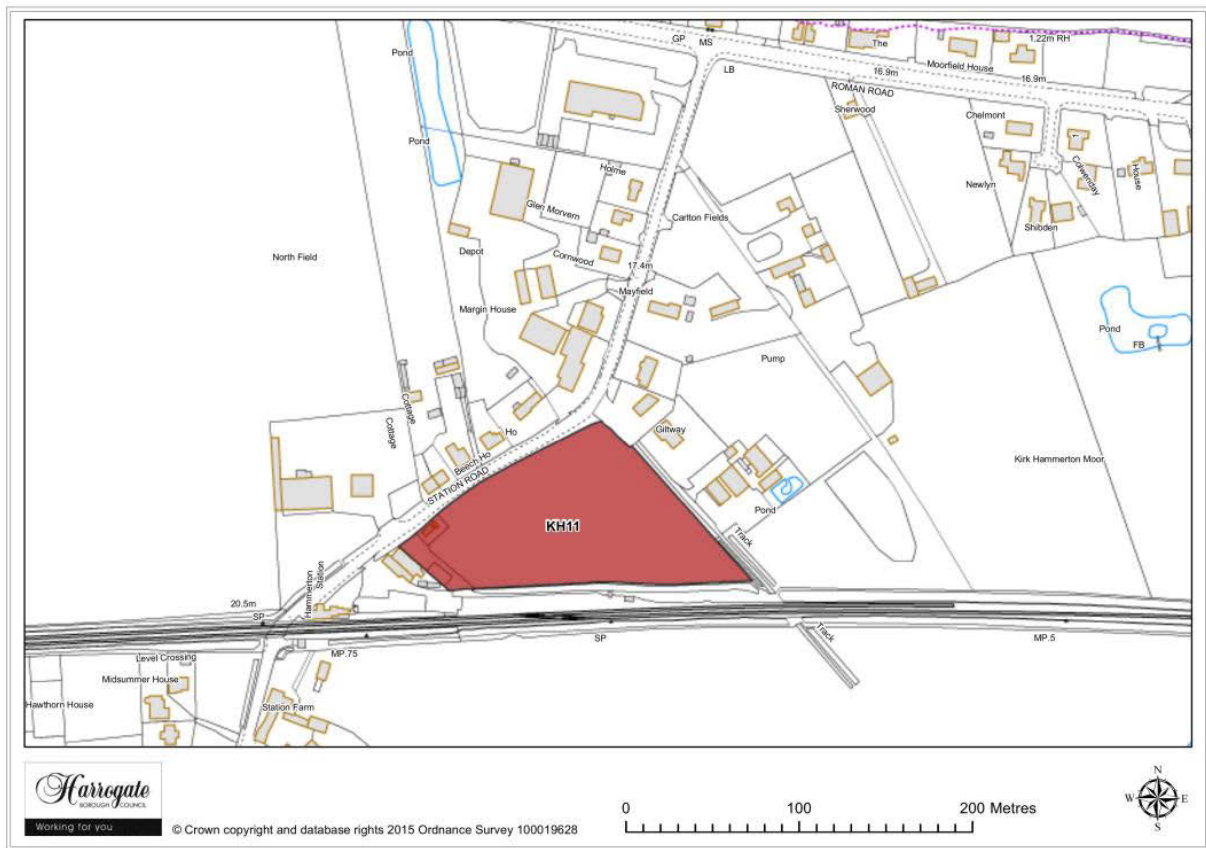 Pond
GP
MS
The
1.22m RH
Moorfield House
LB
16.9m
16.9m
ROMAN ROAD
Sherwood
Chelmont
Pond
1
Holme
Colwenday
House
Newlyn
Glen Morvern
Carlton Fields
Shibden
Depot
Cornwood
North Field
17.4m
Mayfield
Margin House
Pond
FB
Pump
Cottage
Cottage
Ho
Giltway
Beech Ho
Kirk Hammerton Moor
STATION ROAD
Pond
KH11
Track
Hammerton
Station
20.5m
SP
SP
Track
MP.5
MP.75
Level Crossing
Midsummer House
Hawthorn House
Station Farm
Harrogate
BOROUGH COUNCIL
Working for you
© Crown copyright and database rights 2015 Ordnance Survey 100019628
0 100 200 Metres
N
W E
S